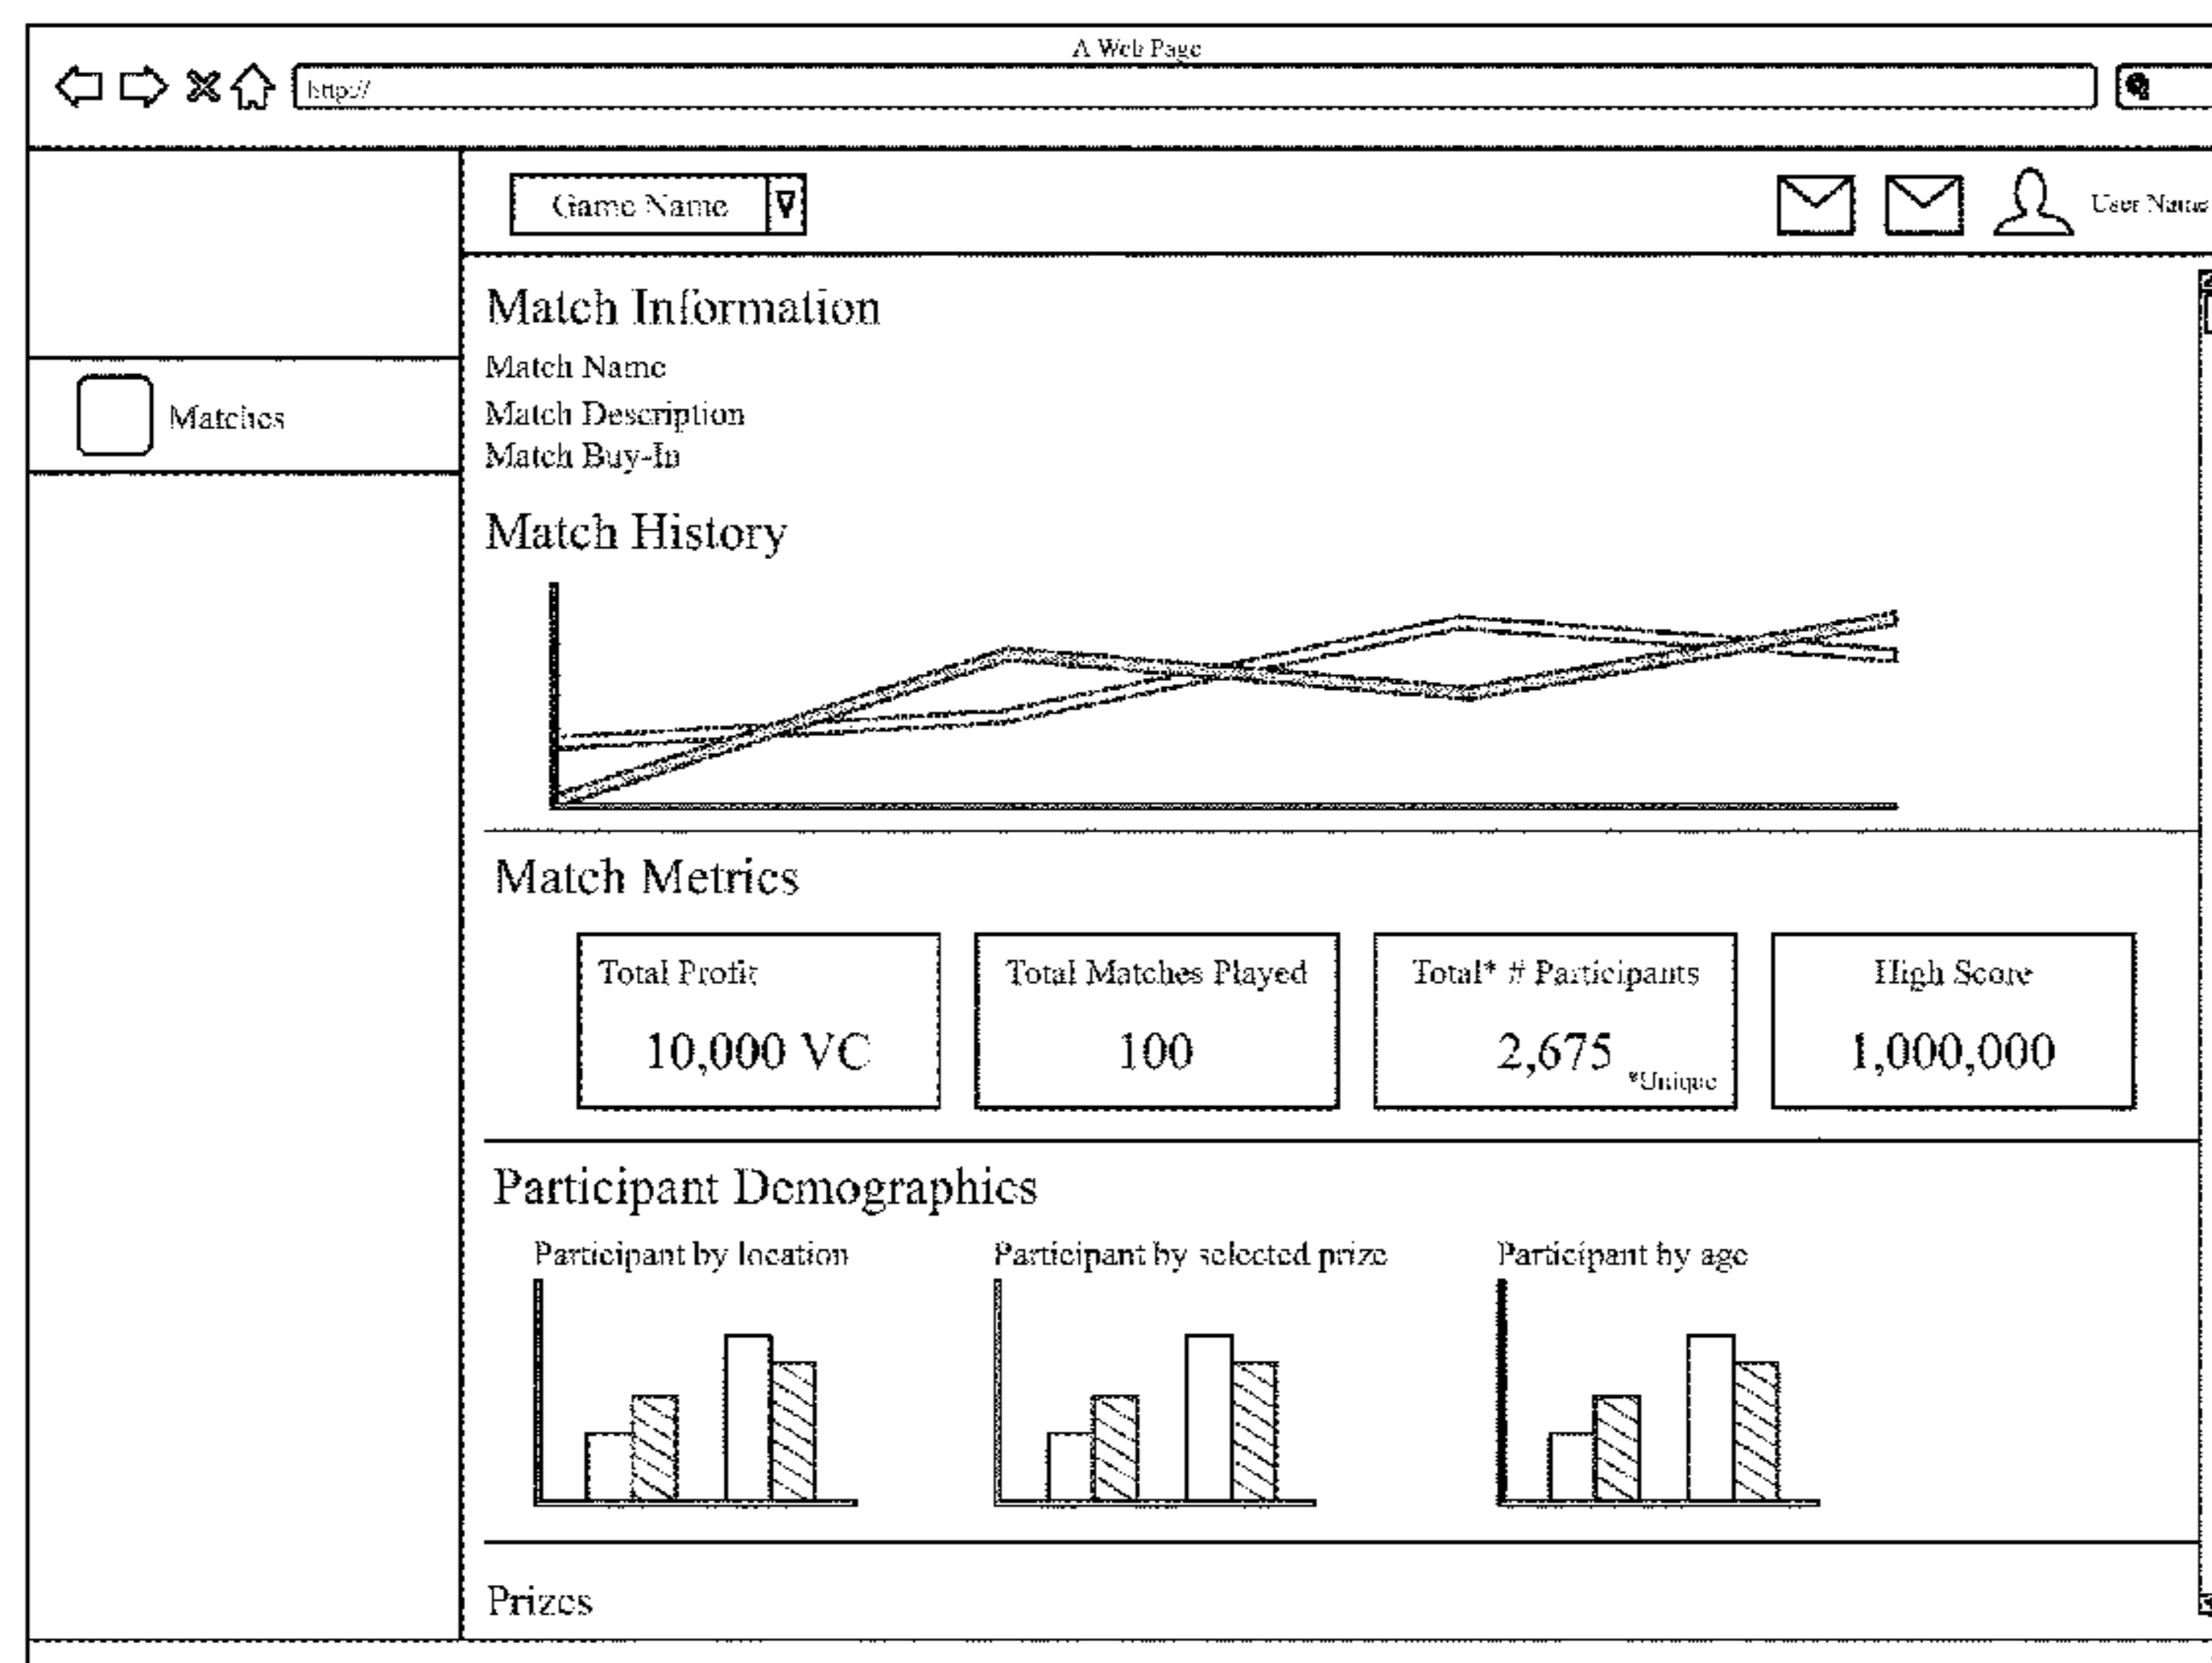 A Web Page
http://
Game Name
User Name
Matches
Match Information
Match Name
Match Description
Match Buy-In
Match History
Match Metrics
Total Profit
10,000 VC
Total Matches Played
100
Total* # Participants
2,675
*Unique
High Score
1,000,000
Participant Demographics
Participant by location
Participant by selected prize
Participant by age
Prizes